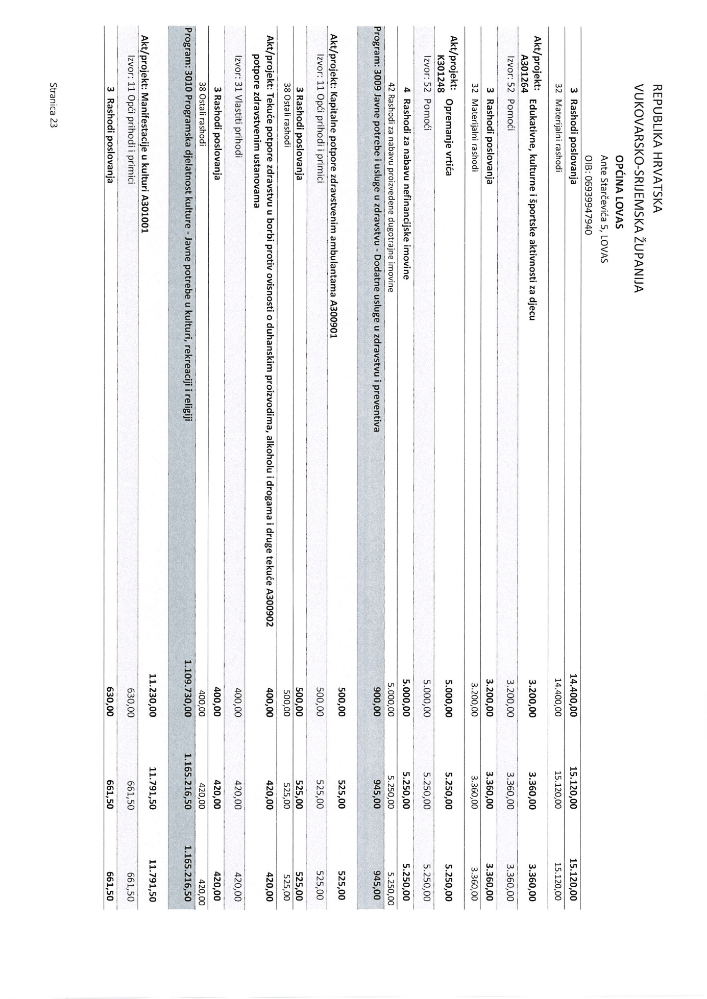 REPUBLIKA HRVATSKA
VUKOVARSKO-SRIJEMSKA ŽUPANIJA
OPĆINA LOVAS
Ante Starčevića 5, LOVAS
OIB: 06939947940
3 Rashodi poslovanja 14.400,00 15.120,00 15.120,00
32 Materijalni rashodi 14.400,00 15.120,00 15.120,00
Akt/projekt: Edukativne, kulturne i športske aktivnosti za djecu 3.200,00 3.360,00 3.360,00
A301264
Izvor: 52 Pomoći 3.200,00 3.360,00 3.360,00
3 Rashodi poslovanja 3.200,00 3.360,00 3.360,00
32 Materijalni rashodi 3.200,00 3.360,00 3.360,00
Akt/projekt: Opremanje vrtića 5.000,00 5.250,00 5.250,00
K301248
Izvor: 52 Pomoći 5.000,00 5.250,00 5.250,00
4 Rashodi za nabavu nefinancijske imovine 5.000,00 5.250,00 5.250,00
42 Rashodi za nabavu proizvedene dugotrajne imovine 5.000,00 5.250,00 5.250,00
Program: 3009 Javne potrebe i usluge u zdravstvu - Dodatne usluge u zdravstvu i preventiva 900,00 945,00 945,00
Akt/projekt: Kapitalne potpore zdravstvenim ambulantama A300901 500,00 525,00 525,00
Izvor: 11 Opći prihodi i primici 500,00 525,00 525,00
3 Rashodi poslovanja 500,00 525,00 525,00
38 Ostali rashodi 500,00 525,00 525,00
Akt/projekt: Tekuće potpore zdravstvu u borbi protiv ovisnosti o duhanskim proizvodima, alkoholu i drogama i druge tekuće A300902 400,00 420,00 420,00
potpore zdravstvenim ustanovama
Izvor: 31 Vlastiti prihodi 400,00 420,00 420,00
3 Rashodi poslovanja 400,00 420,00 420,00
38 Ostali rashodi 400,00 420,00 420,00
Program: 3010 Programska djelatnost kulture - Javne potrebe u kulturi, rekreaciji i religiji 1.109.730,00 1.165.216,50 1.165.216,50
Akt/projekt: Manifestacije u kulturi A301001 11.230,00 11.791,50 11.791,50
Izvor: 11 Opći prihodi i primici 630,00 661,50 661,50
3 Rashodi poslovanja 630,00 661,50 661,50
Stranica 23